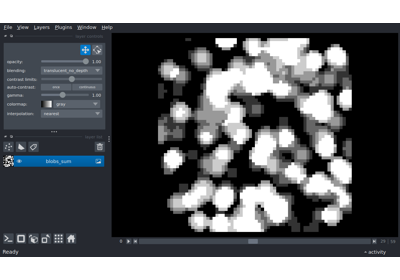 File View Layers Plugins Window Help
opacity: 1.00
blending: translucent_no_depth
contrast limits:
auto-contrast: once continuous
gamma: 1.00
colormap: gray
interpolation: nearest
blobs_sum
Ready
activity